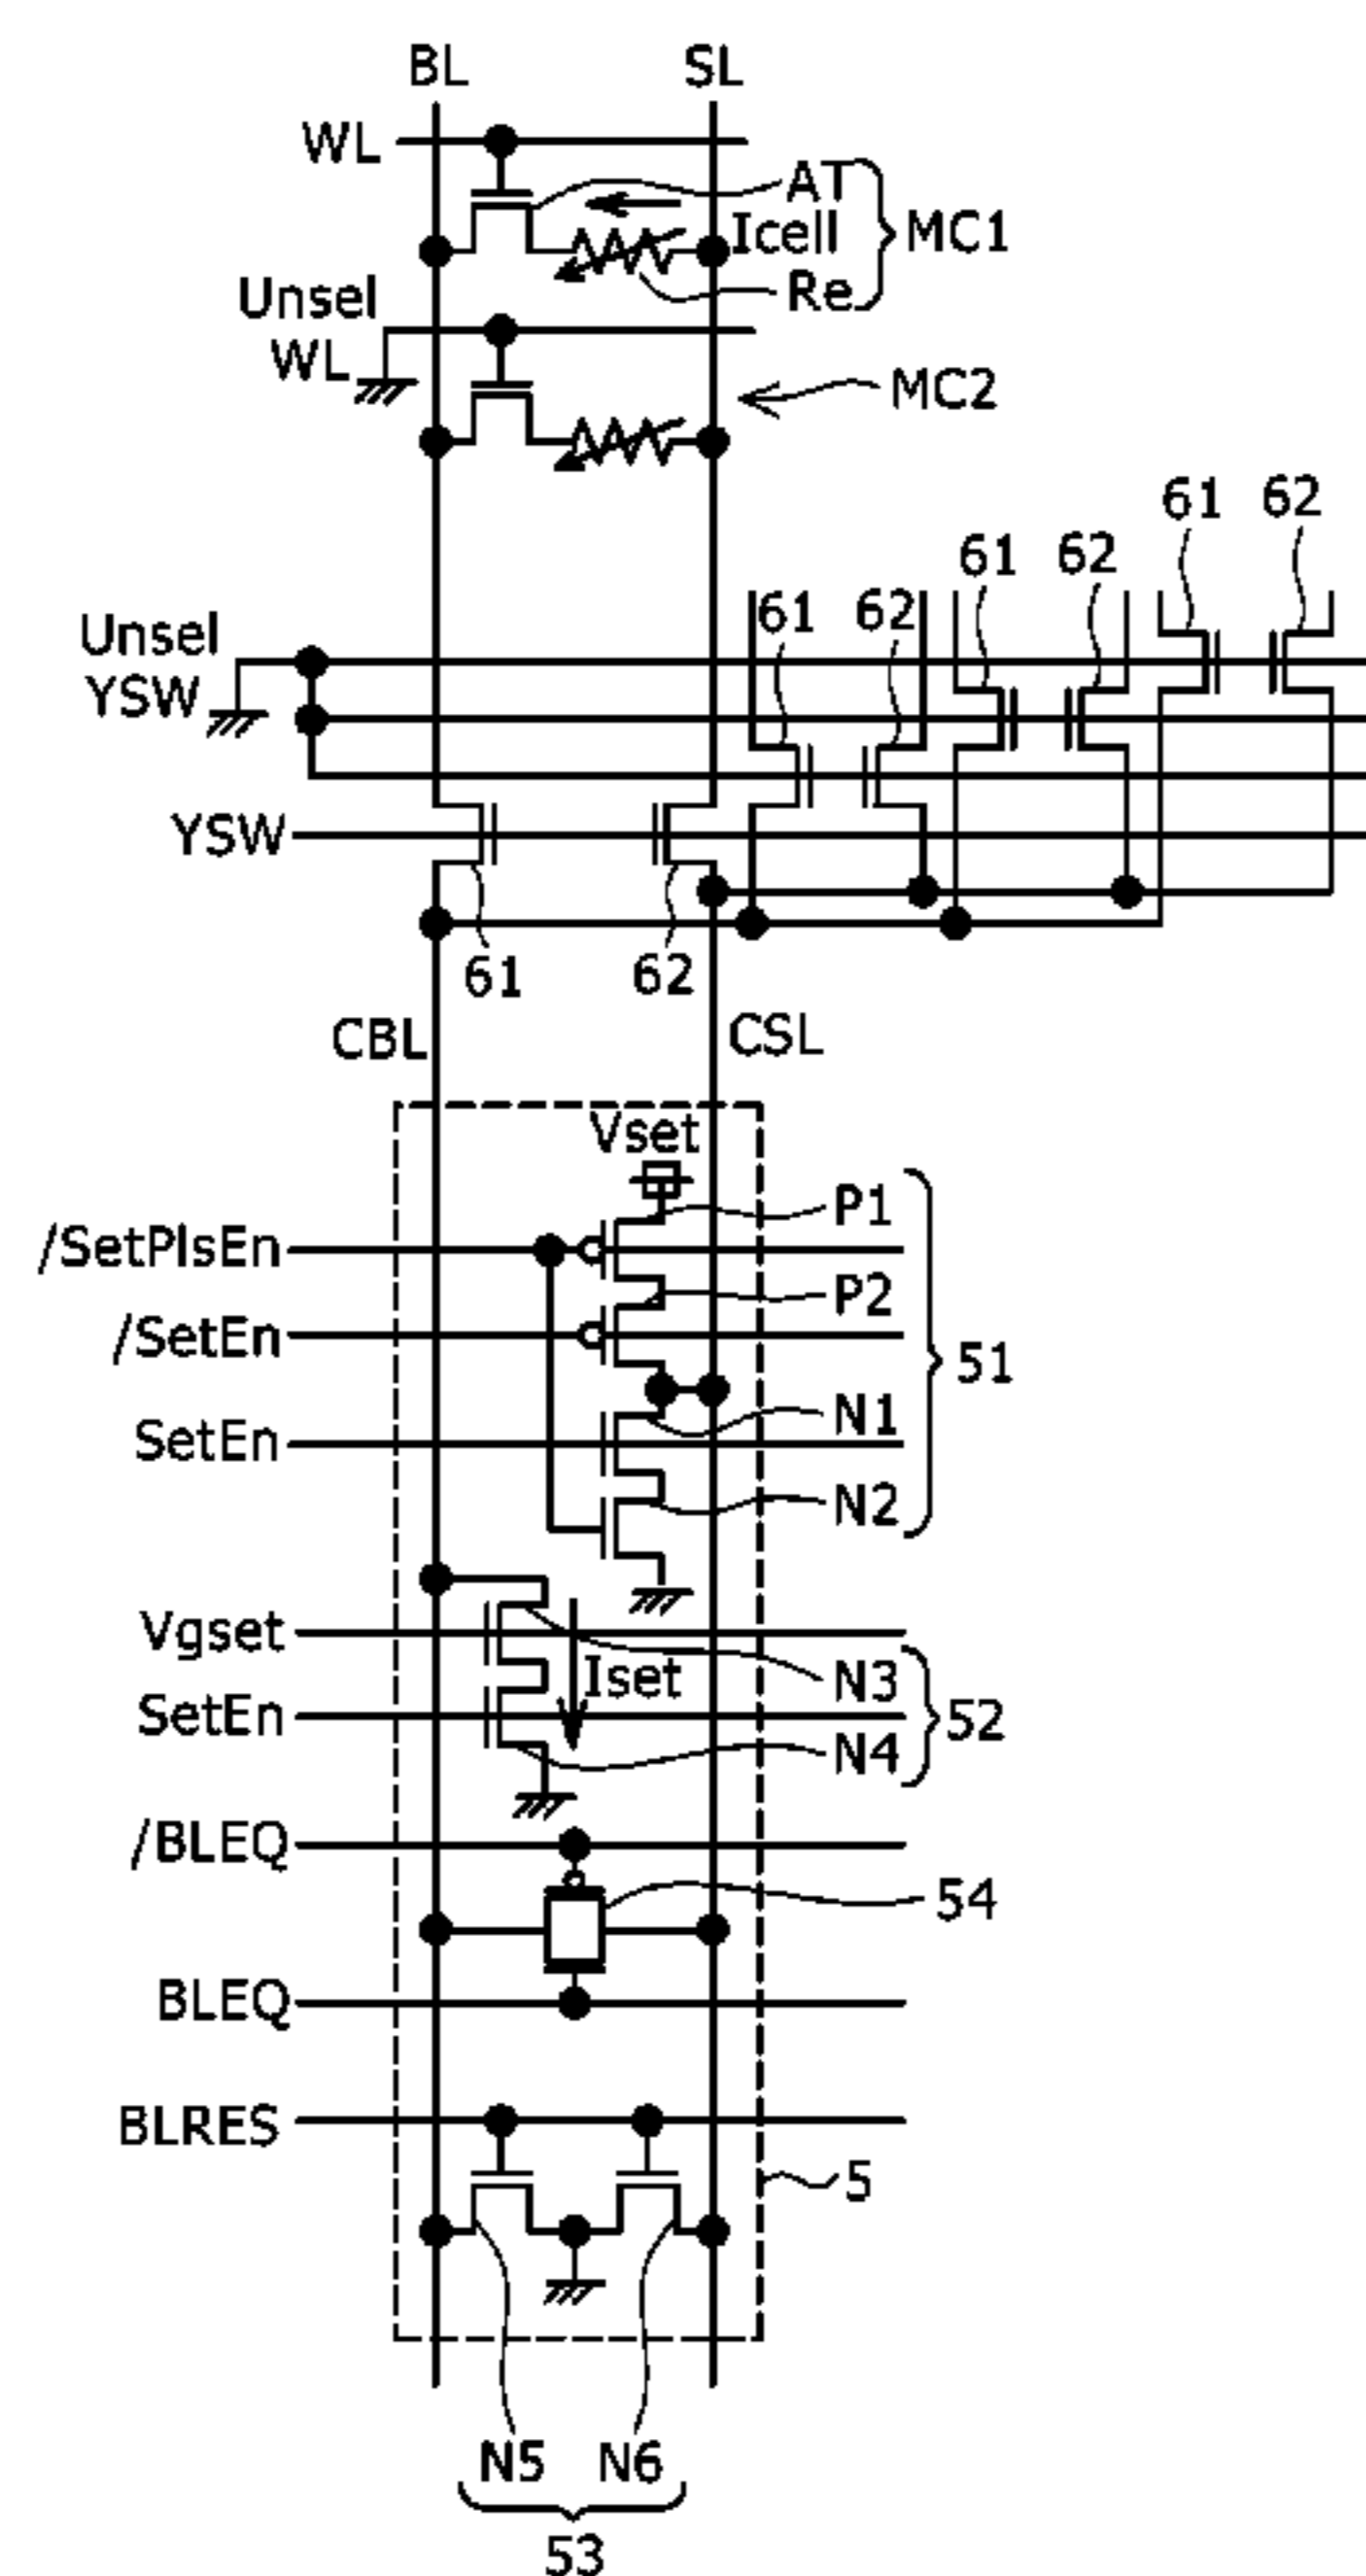 BL SL
WL
AT
Icell MC1
Re
Unsel
WL
MC2
61 62
61 62
61 62
Unsel
YSW
YSW
61 62
CBL CSL
Vset
/SetPlsEn P1
/SetEn P2
51
SetEn N1
N2
Vgset
Iset N3
SetEn 52
N4
/BLEQ
54
BLEQ
BLRES
5
N5 N6
53